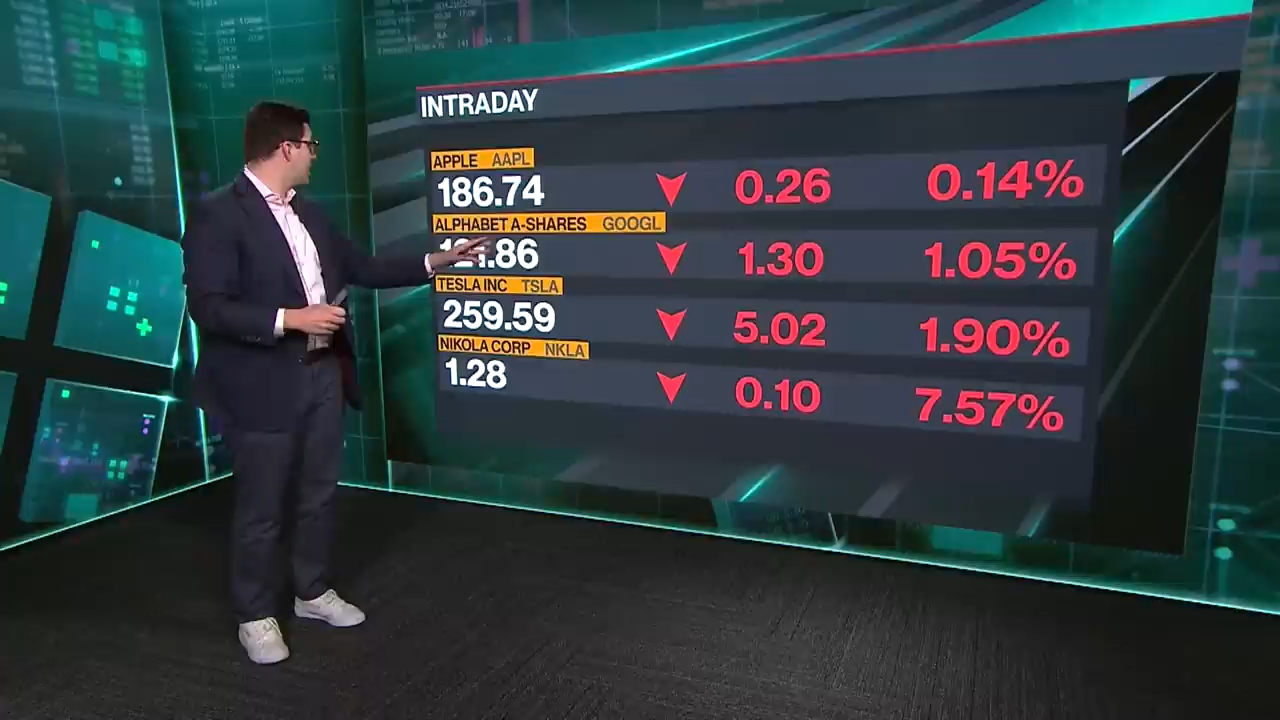 INTRADAY
APPLE AAPL
186.74 0.26 0.14%
ALPHABET A-SHARES GOOGL
.86 1.30 1.05%
TESLA INC TSLA
259.59 5.02 1.90%
NIKOLA CORP NKLA
1.28 0.10 7.57%